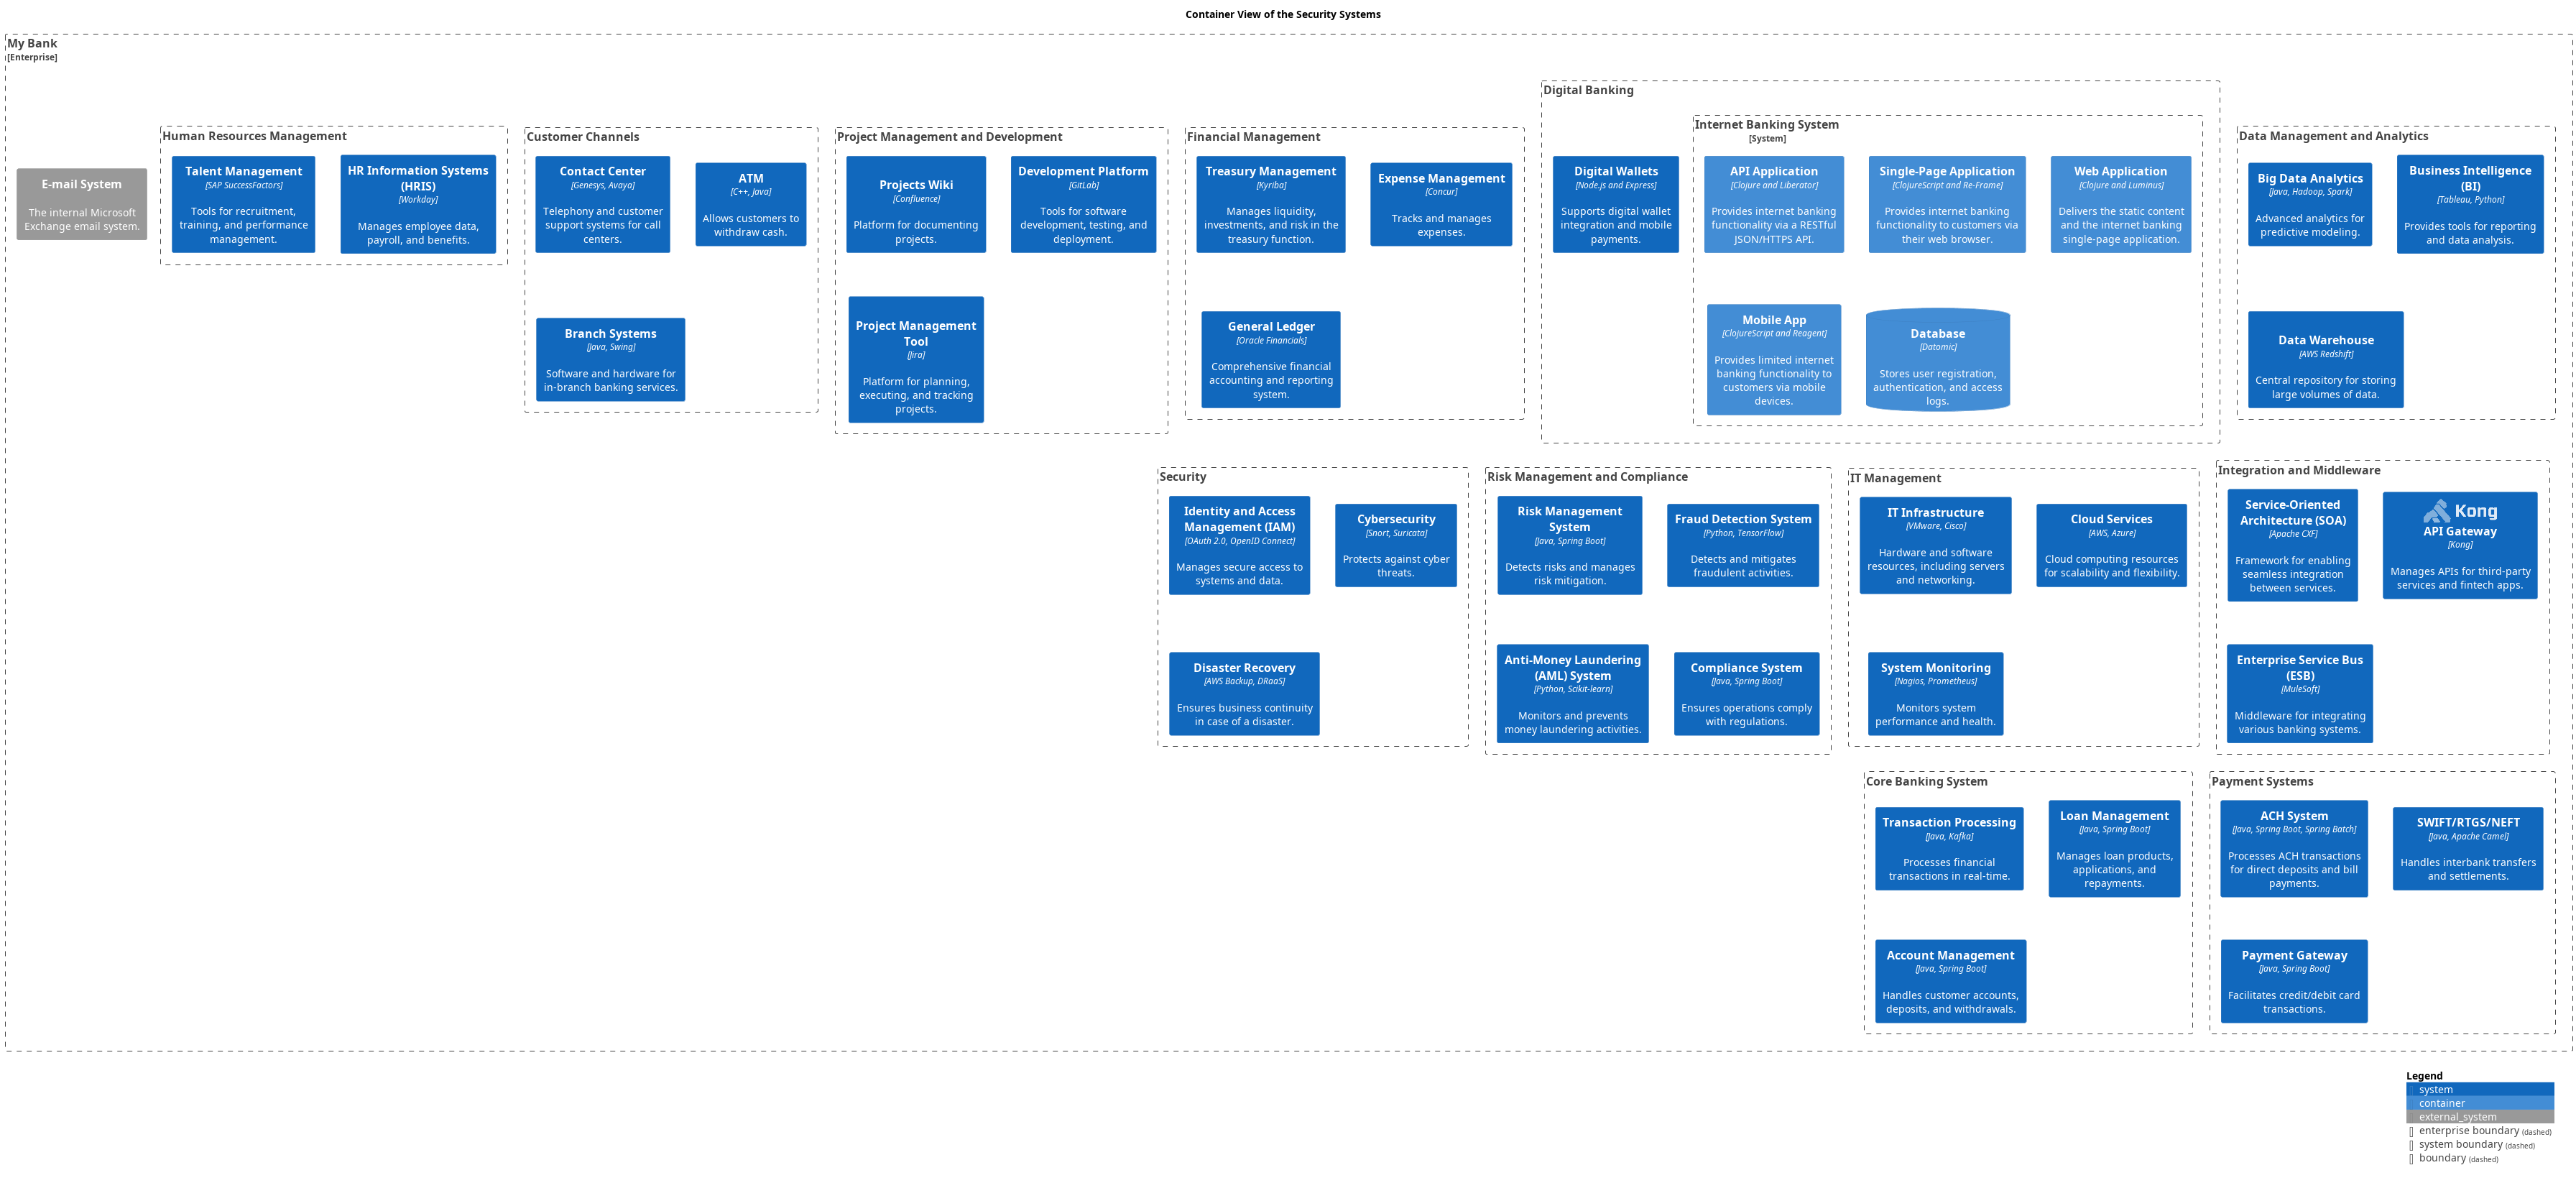 Container View of the Security Systems
My Bank
[Enterprise]
E-mail System
The internal Microsoft
Exchange email system.
Human Resources Management
Talent Management
[SAP SuccessFactors]
Tools for recruitment,
training, and performance
management.
HR Information Systems
(HRIS)
[Workday]
Manages employee data,
payroll, and benefits.
Customer Channels
Contact Center
[Genesys, Avaya]
Telephony and customer
support systems for call
centers.
ATM
[C++, Java]
Allows customers to
withdraw cash.
Branch Systems
[Java, Swing]
Software and hardware for
in-branch banking services.
Project Management and Development
Projects Wiki
[Confluence]
Platform for documenting
projects.
Development Platform
[GitLab]
Tools for software
development, testing, and
deployment.
Project Management
Tool
[Jira]
Platform for planning,
executing, and tracking
projects.
Financial Management
Treasury Management
[Kyriba]
Manages liquidity,
investments, and risk in the
treasury function.
Expense Management
[Concur]
Tracks and manages
expenses.
General Ledger
[Oracle Financials]
Comprehensive financial
accounting and reporting
system.
Digital Banking
Digital Wallets
[Node.js and Express]
Supports digital wallet
integration and mobile
payments.
Internet Banking System
[System]
API Application
[Clojure and Liberator]
Provides internet banking
functionality via a RESTful
JSON/HTTPS API.
Single-Page Application
[ClojureScript and Re-Frame]
Provides internet banking
functionality to customers via
their web browser.
Web Application
[Clojure and Luminus]
Delivers the static content
and the internet banking
single-page application.
Mobile App
[ClojureScript and Reagent]
Provides limited internet
banking functionality to
customers via mobile
devices.
Database
[Datomic]
Stores user registration,
authentication, and access
logs.
Data Management and Analytics
Big Data Analytics
[Java, Hadoop, Spark]
Advanced analytics for
predictive modeling.
Business Intelligence
(BI)
[Tableau, Python]
Provides tools for reporting
and data analysis.
Data Warehouse
[AWS Redshift]
Central repository for storing
large volumes of data.
Security
Identity and Access
Management (IAM)
[OAuth 2.0, OpenID Connect]
Manages secure access to
systems and data.
Cybersecurity
[Snort, Suricata]
Protects against cyber
threats.
Disaster Recovery
[AWS Backup, DRaaS]
Ensures business continuity
in case of a disaster.
Risk Management and Compliance
Risk Management
System
[Java, Spring Boot]
Detects risks and manages
risk mitigation.
Fraud Detection System
[Python, TensorFlow]
Detects and mitigates
fraudulent activities.
Anti-Money Laundering
(AML) System
[Python, Scikit-learn]
Monitors and prevents
money laundering activities.
Compliance System
[Java, Spring Boot]
Ensures operations comply
with regulations.
IT Management
IT Infrastructure
[VMware, Cisco]
Hardware and software
resources, including servers
and networking.
Cloud Services
[AWS, Azure]
Cloud computing resources
for scalability and flexibility.
System Monitoring
[Nagios, Prometheus]
Monitors system
performance and health.
Integration and Middleware
Service-Oriented
Architecture (SOA)
[Apache CXF]
Framework for enabling
seamless integration
between services.
Kong
API Gateway
[Kong]
Manages APIs for third-party
services and fintech apps.
Enterprise Service Bus
(ESB)
[MuleSoft]
Middleware for integrating
various banking systems.
Core Banking System
Transaction Processing
[Java, Kafka]
Processes financial
transactions in real-time.
Loan Management
[Java, Spring Boot]
Manages loan products,
applications, and
repayments.
Account Management
[Java, Spring Boot]
Handles customer accounts,
deposits, and withdrawals.
Payment Systems
ACH System
[Java, Spring Boot, Spring Batch]
Processes ACH transactions
for direct deposits and bill
payments.
SWIFT/RTGS/NEFT
[Java, Apache Camel]
Handles interbank transfers
and settlements.
Payment Gateway
[Java, Spring Boot]
Facilitates credit/debit card
transactions.
Legend
system
container
external_system
enterprise boundary (dashed)
system boundary (dashed)
boundary (dashed)